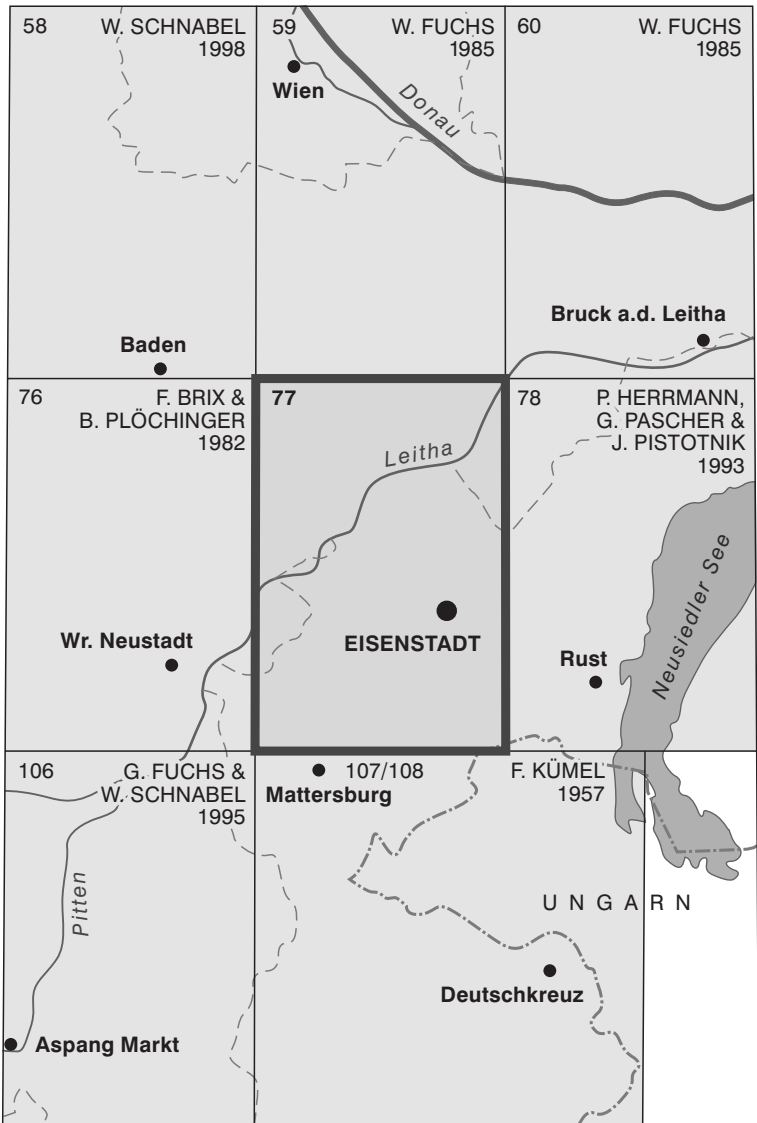 58
W. SCHNABEL
1998
59
W. FUCHS
1985
60
W. FUCHS
1985
Wien
Donau
Bruck a.d. Leitha
Baden
76
F. BRIX &
B. PLÖCHINGER
1982
77
78
P. HERRMANN,
G. PASCHER &
J. PISTOTNIK
1993
Leitha
Neusiedler See
EISENSTADT
Wr. Neustadt
Rust
106
G. FUCHS &
W. SCHNABEL
1995
107/108
Mattersburg
F. KÜMEL
1957
Pitten
UNGARN
Deutschkreuz
Aspang Markt